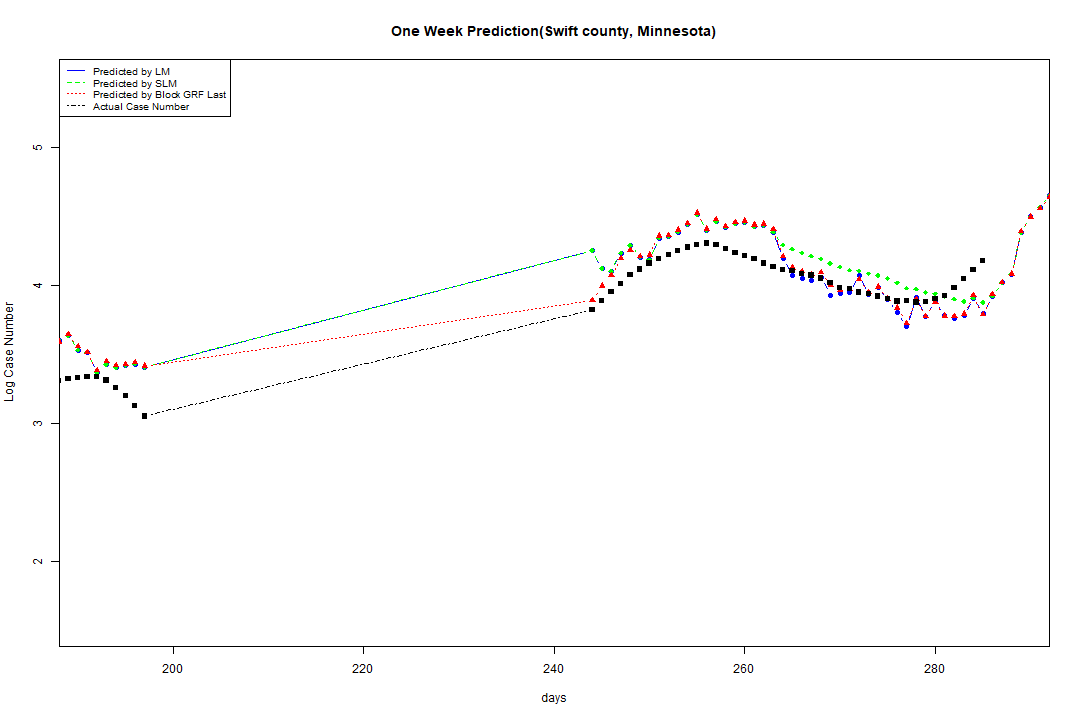 One Week Prediction(Swift county, Minnesota)
Predicted by LM
Predicted by SLM
Predicted by Block GRF Last
Actual Case Number
5
4
3
2
Log Case Number
200
220
240
260
280
days